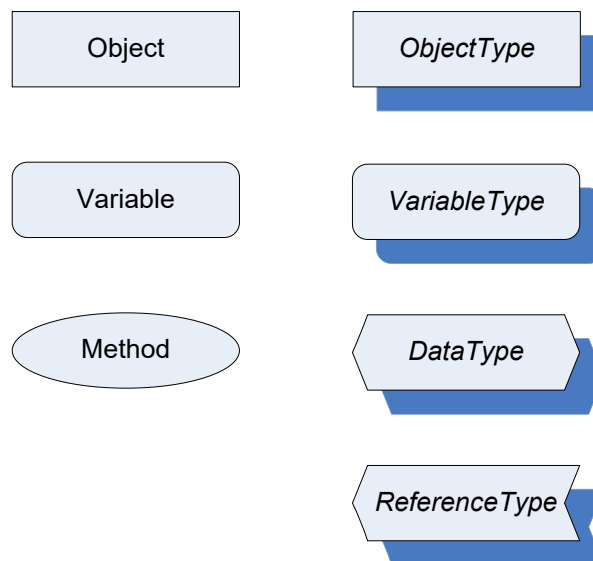 Object
ObjectType
Variable
VariableType
Method
DataType
ReferenceType